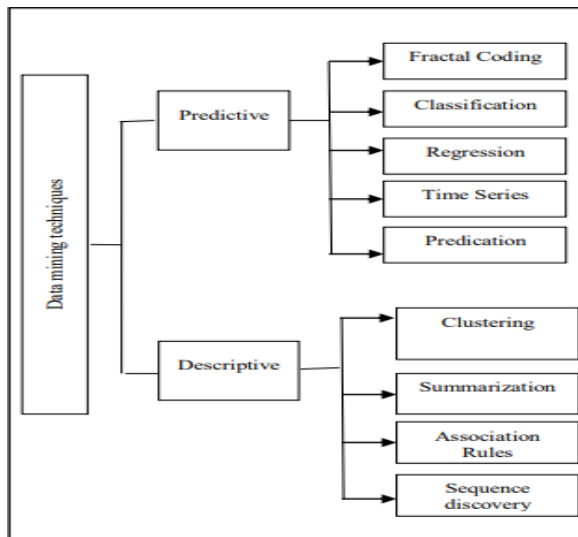 Data mining techniques
Predictive
Fractal Coding
Classification
Regression
Time Series
Predication
Descriptive
Clustering
Summarization
Association
Rules
Sequence
discovery